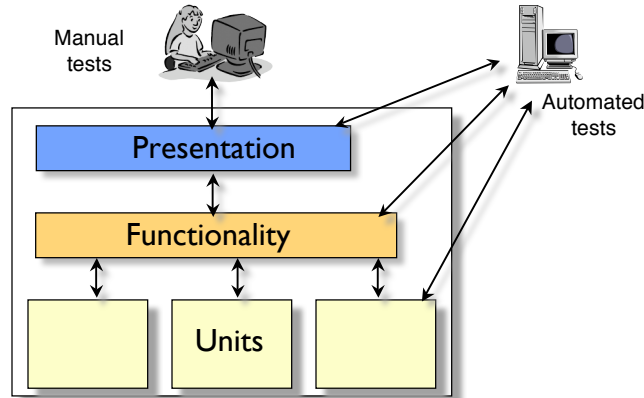 Manual
tests
Automated
tests
Presentation
Functionality
Units